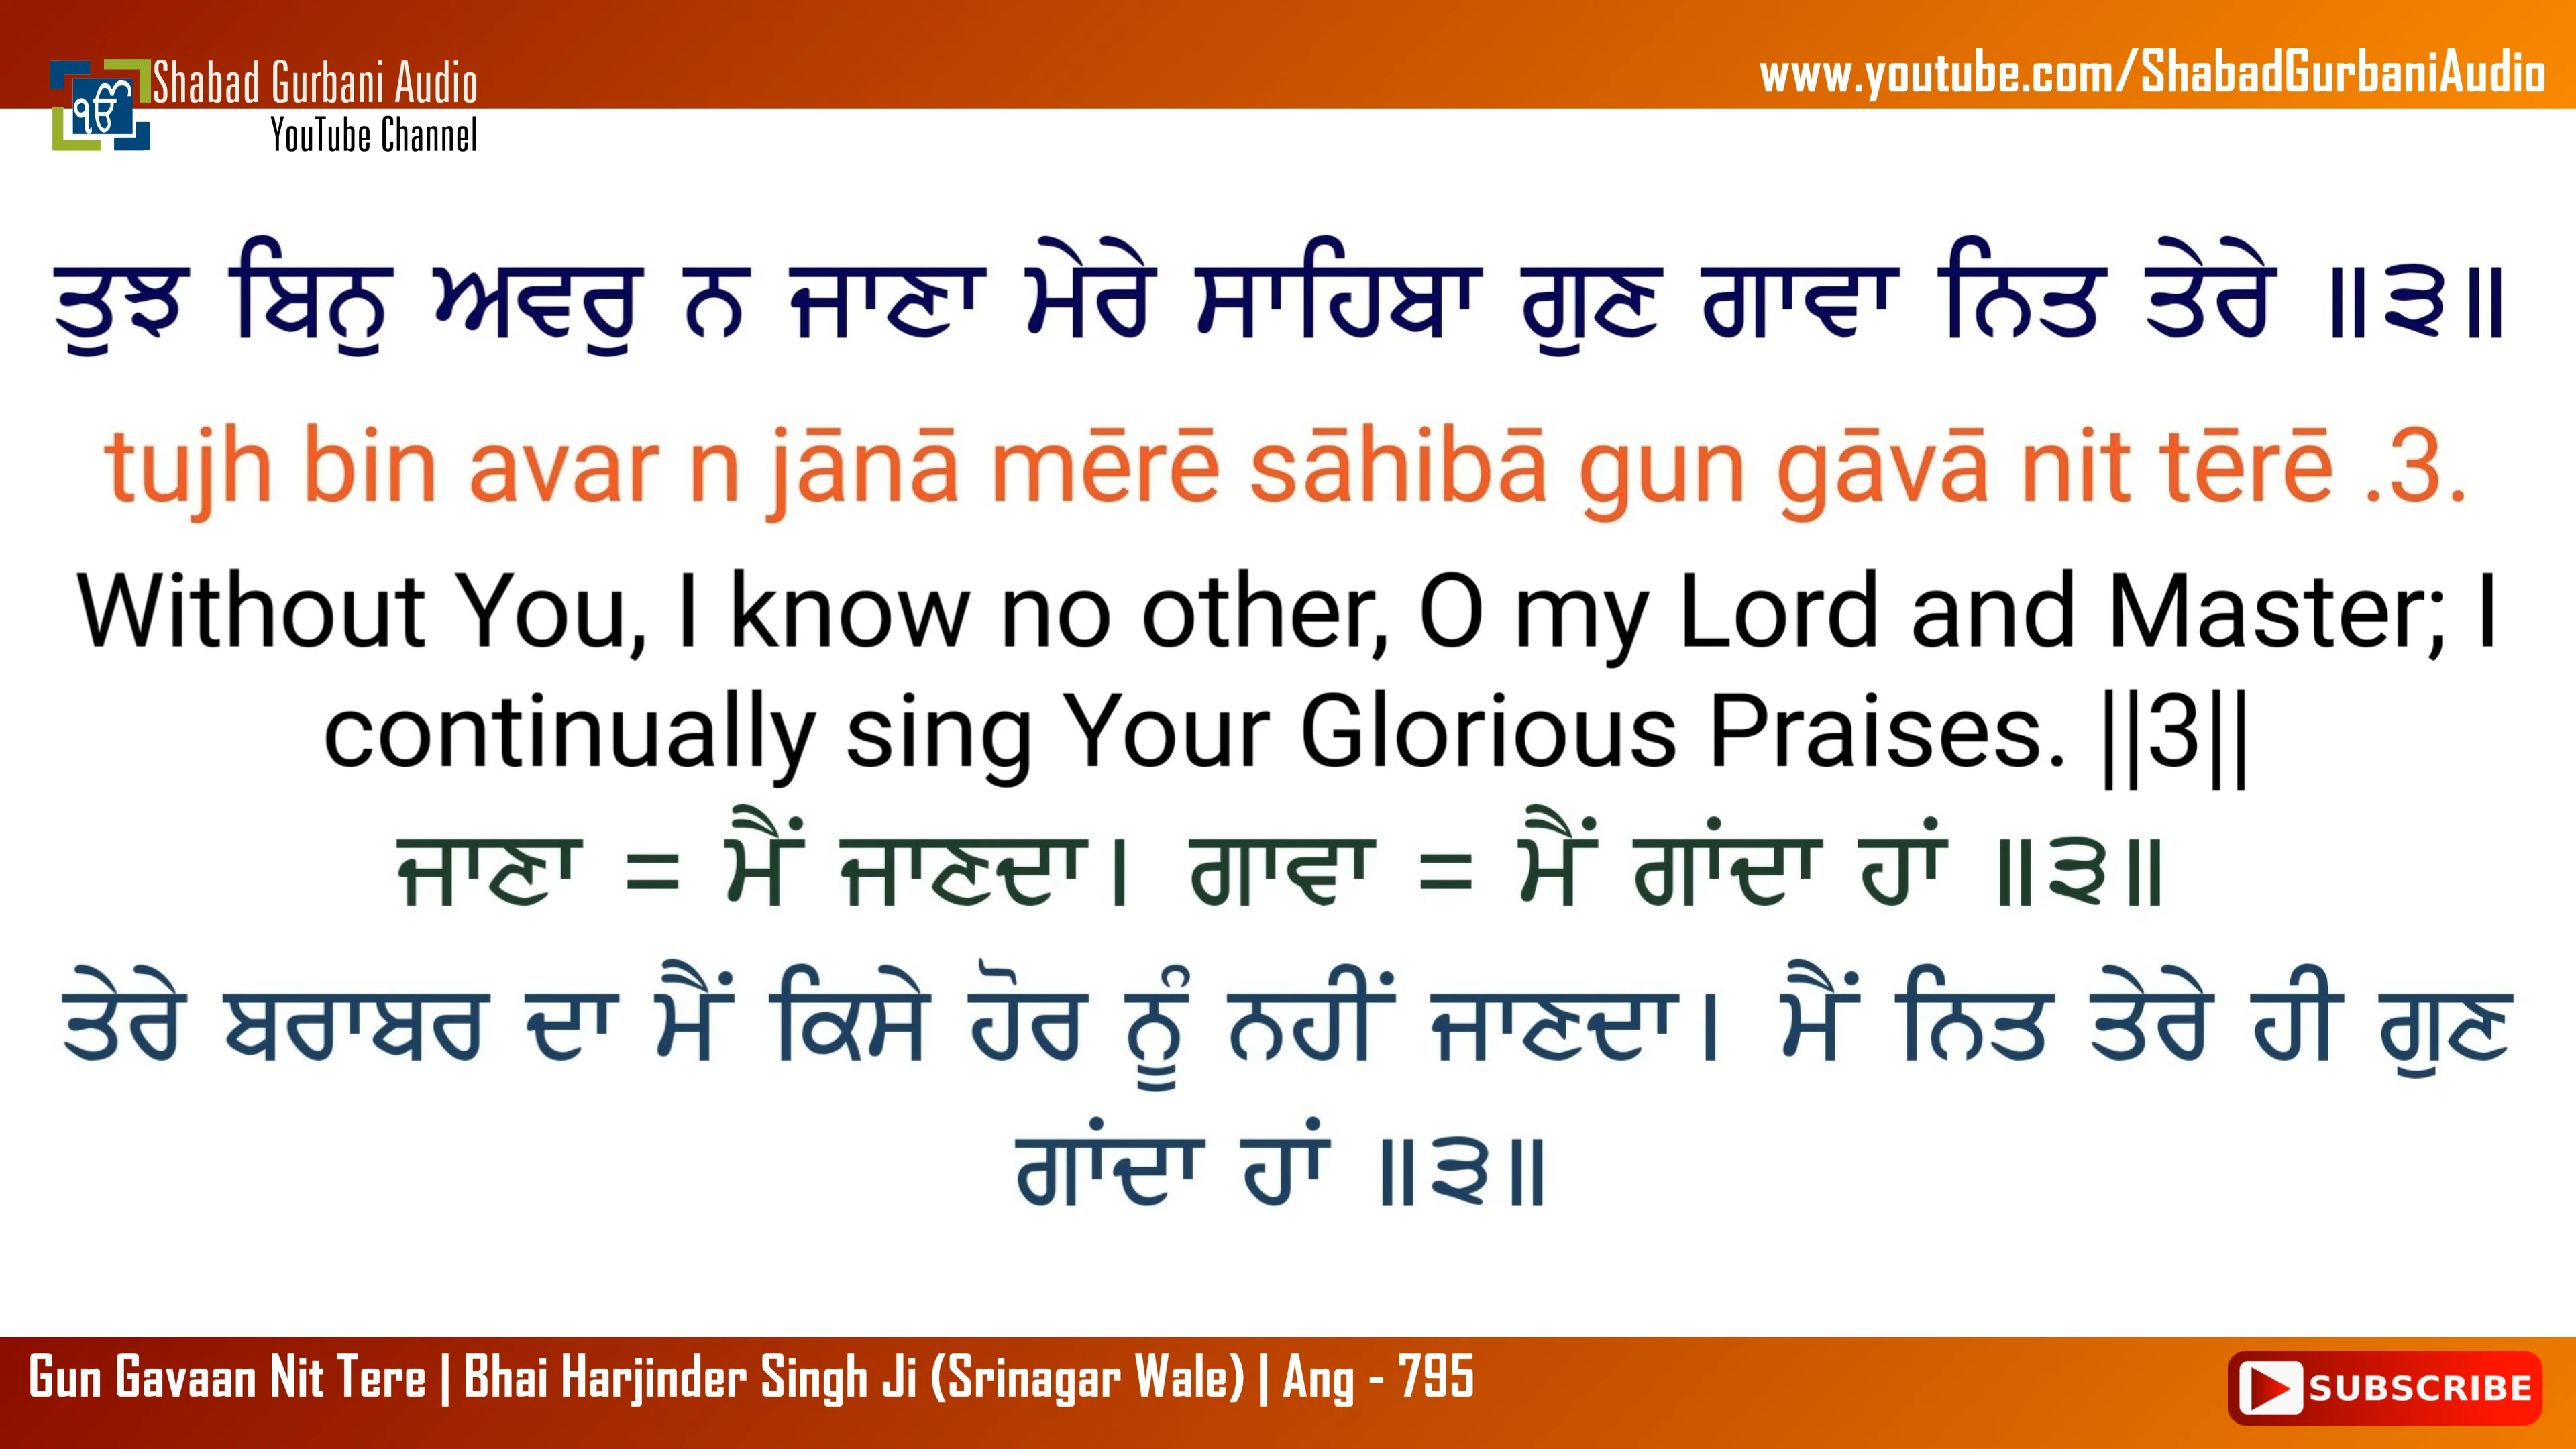 Shabad Gurbani Audio
YouTube Channel
www.youtube.com/ShabadGurbaniAudio
ੴ
ਤੁਝ ਬਿਨੁ ਅਵਰੁ ਨ ਜਾਣਾ ਮੇਰੇ ਸਾਹਿਬਾ ਗੁਣ ਗਾਵਾ ਨਿਤ ਤੇਰੇ ॥੩॥
tujh bin avar n jānā mērē sāhibā gun gāvā nit tērē .3.
Without You, I know no other, O my Lord and Master; I
continually sing Your Glorious Praises. ||3||
ਜਾਣਾ = ਮੈਂ ਜਾਣਦਾ। ਗਾਵਾ = ਮੈਂ ਗਾਂਦਾ ਹਾਂ ॥੩॥
ਤੇਰੇ ਬਰਾਬਰ ਦਾ ਮੈਂ ਕਿਸੇ ਹੋਰ ਨੂੰ ਨਹੀਂ ਜਾਣਦਾ। ਮੈਂ ਨਿਤ ਤੇਰੇ ਹੀ ਗੁਣ
ਗਾਂਦਾ ਹਾਂ ॥੩॥
Gun Gavaan Nit Tere | Bhai Harjinder Singh Ji (Srinagar Wale) | Ang - 795
SUBSCRIBE